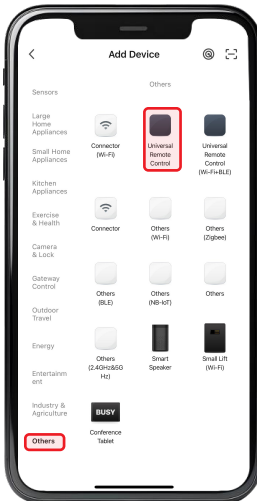 Add Device
Sensors
Large
Home
Appliances
Small Home
Appliances
Kitchen
Appliances
Exercise
& Health
Camera
& Lock
Gateway
Control
Outdoor
Travel
Energy
Entertainm
ent
Industry &
Agriculture
Others
Others
Connector
(Wi-Fi)
Universal
Remote
Control
Universal
Remote
Control
(Wi-Fi+BLE)
Connector
Others
(Wi-Fi)
Others
(Zigbee)
Others
(BLE)
Others
(NB-IoT)
Others
Others
(2.4GHz&5G
Hz)
Smart
Speaker
Small Lift
(Wi-Fi)
BUSY
Conference
Tablet